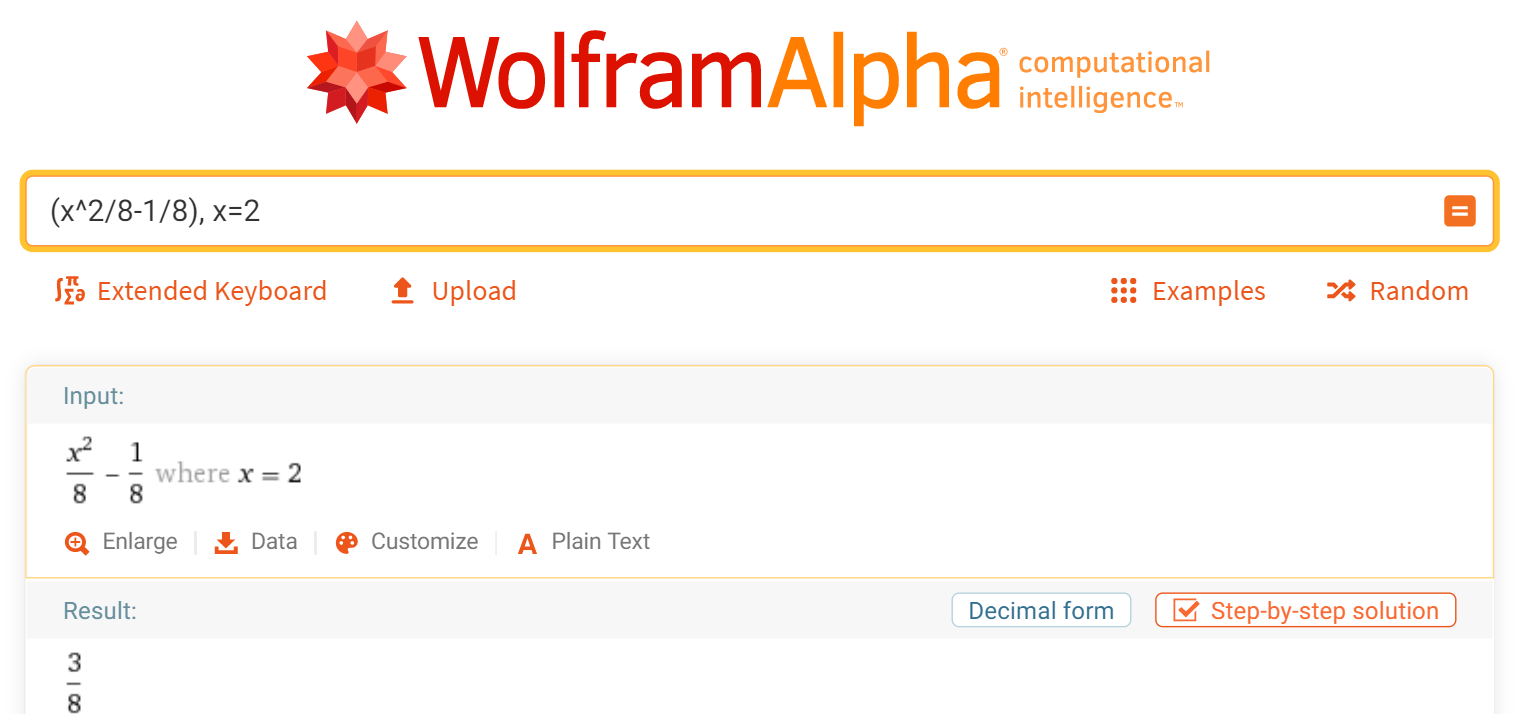 WolframAlpha® computational intelligence™
(x^2/8-1/8), x=2
=
∫π Σ∂ Extended Keyboard Upload Examples Random
Input:
x²/8 − 1/8 where x = 2
Enlarge | Data | Customize | A Plain Text
Result: Decimal form Step-by-step solution
3/8